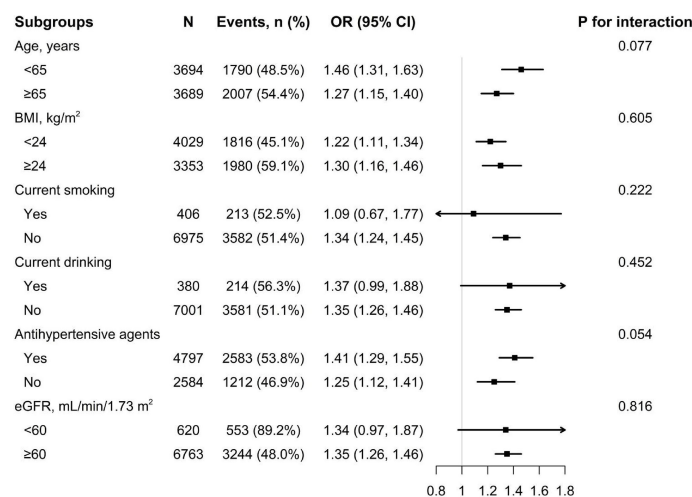 Subgroups N Events, n (%) OR (95% CI) P for interaction
Age, years 0.077
<65 3694 1790 (48.5%) 1.46 (1.31, 1.63)
≥65 3689 2007 (54.4%) 1.27 (1.15, 1.40)
BMI, kg/m² 0.605
<24 4029 1816 (45.1%) 1.22 (1.11, 1.34)
≥24 3353 1980 (59.1%) 1.30 (1.16, 1.46)
Current smoking 0.222
Yes 406 213 (52.5%) 1.09 (0.67, 1.77)
No 6975 3582 (51.4%) 1.34 (1.24, 1.45)
Current drinking 0.452
Yes 380 214 (56.3%) 1.37 (0.99, 1.88)
No 7001 3581 (51.1%) 1.35 (1.26, 1.46)
Antihypertensive agents 0.054
Yes 4797 2583 (53.8%) 1.41 (1.29, 1.55)
No 2584 1212 (46.9%) 1.25 (1.12, 1.41)
eGFR, mL/min/1.73 m² 0.816
<60 620 553 (89.2%) 1.34 (0.97, 1.87)
≥60 6763 3244 (48.0%) 1.35 (1.26, 1.46)
0.8 1 1.2 1.4 1.6 1.8